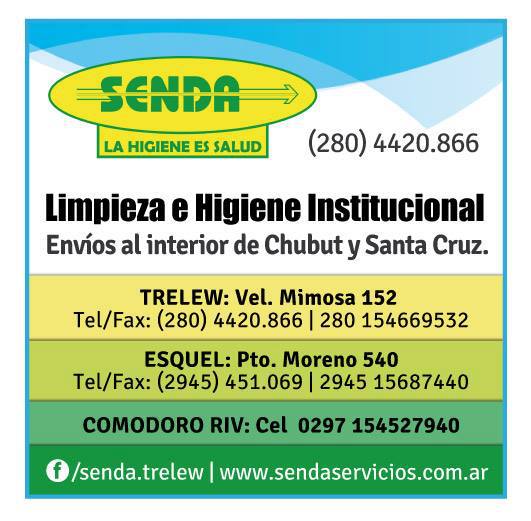 SENDA
LA HIGIENE ES SALUD
(280) 4420.866
Limpieza e Higiene Institucional
Envíos al interior de Chubut y Santa Cruz.
TRELEW: Vel. Mimosa 152
Tel/Fax: (280) 4420.866 | 280 154669532
ESQUEL: Pto. Moreno 540
Tel/Fax: (2945) 451.069 | 2945 15687440
COMODORO RIV: Cel 0297 154527940
f/senda.trelew | www.sendaservicios.com.ar